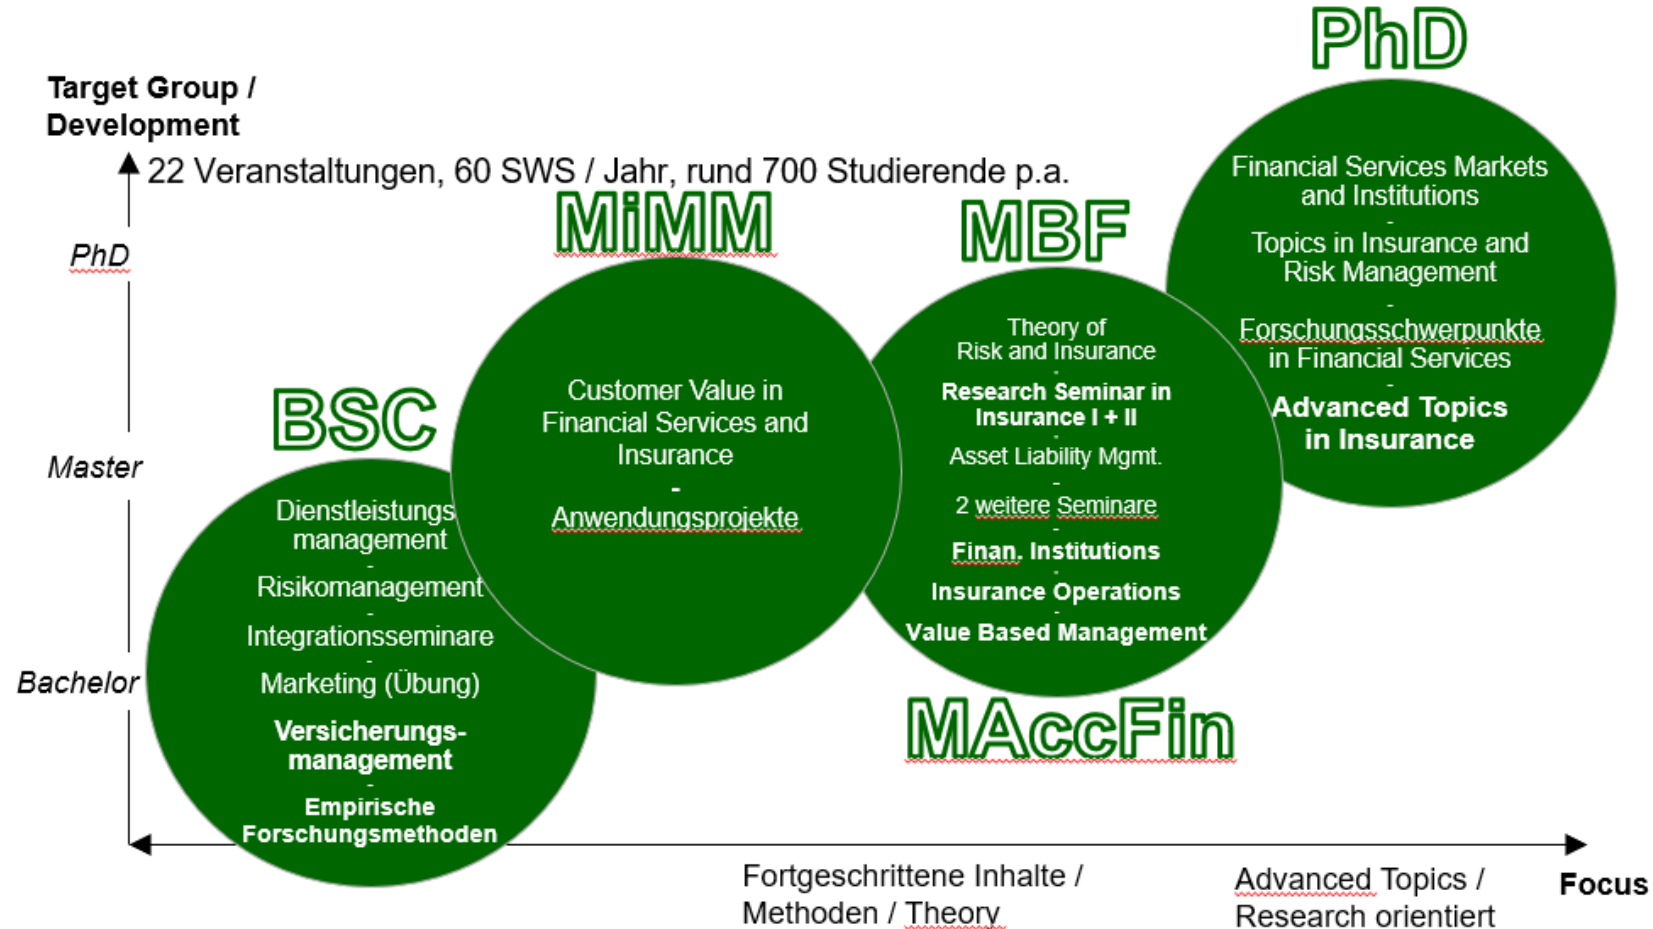 Target Group /
Development
22 Veranstaltungen, 60 SWS / Jahr, rund 700 Studierende p.a.
PhD
Master
Bachelor
BSC
Dienstleistungs
management
-
Risikomanagement
-
Integrationsseminare
-
Marketing (Übung)
Versicherungs-
management
-
Empirische
Forschungsmethoden
MiMM
Customer Value in
Financial Services and
Insurance
-
Anwendungsprojekte
MBF
Theory of
Risk and Insurance
-
Research Seminar in
Insurance I + II
-
Asset Liability Mgmt.
-
2 weitere Seminare
-
Finan. Institutions
-
Insurance Operations
-
Value Based Management
MAccFin
PhD
Financial Services Markets
and Institutions
-
Topics in Insurance and
Risk Management
-
Forschungsschwerpunkte
in Financial Services
-
Advanced Topics
in Insurance
Fortgeschrittene Inhalte /
Methoden / Theory
Advanced Topics /
Research orientiert
Focus